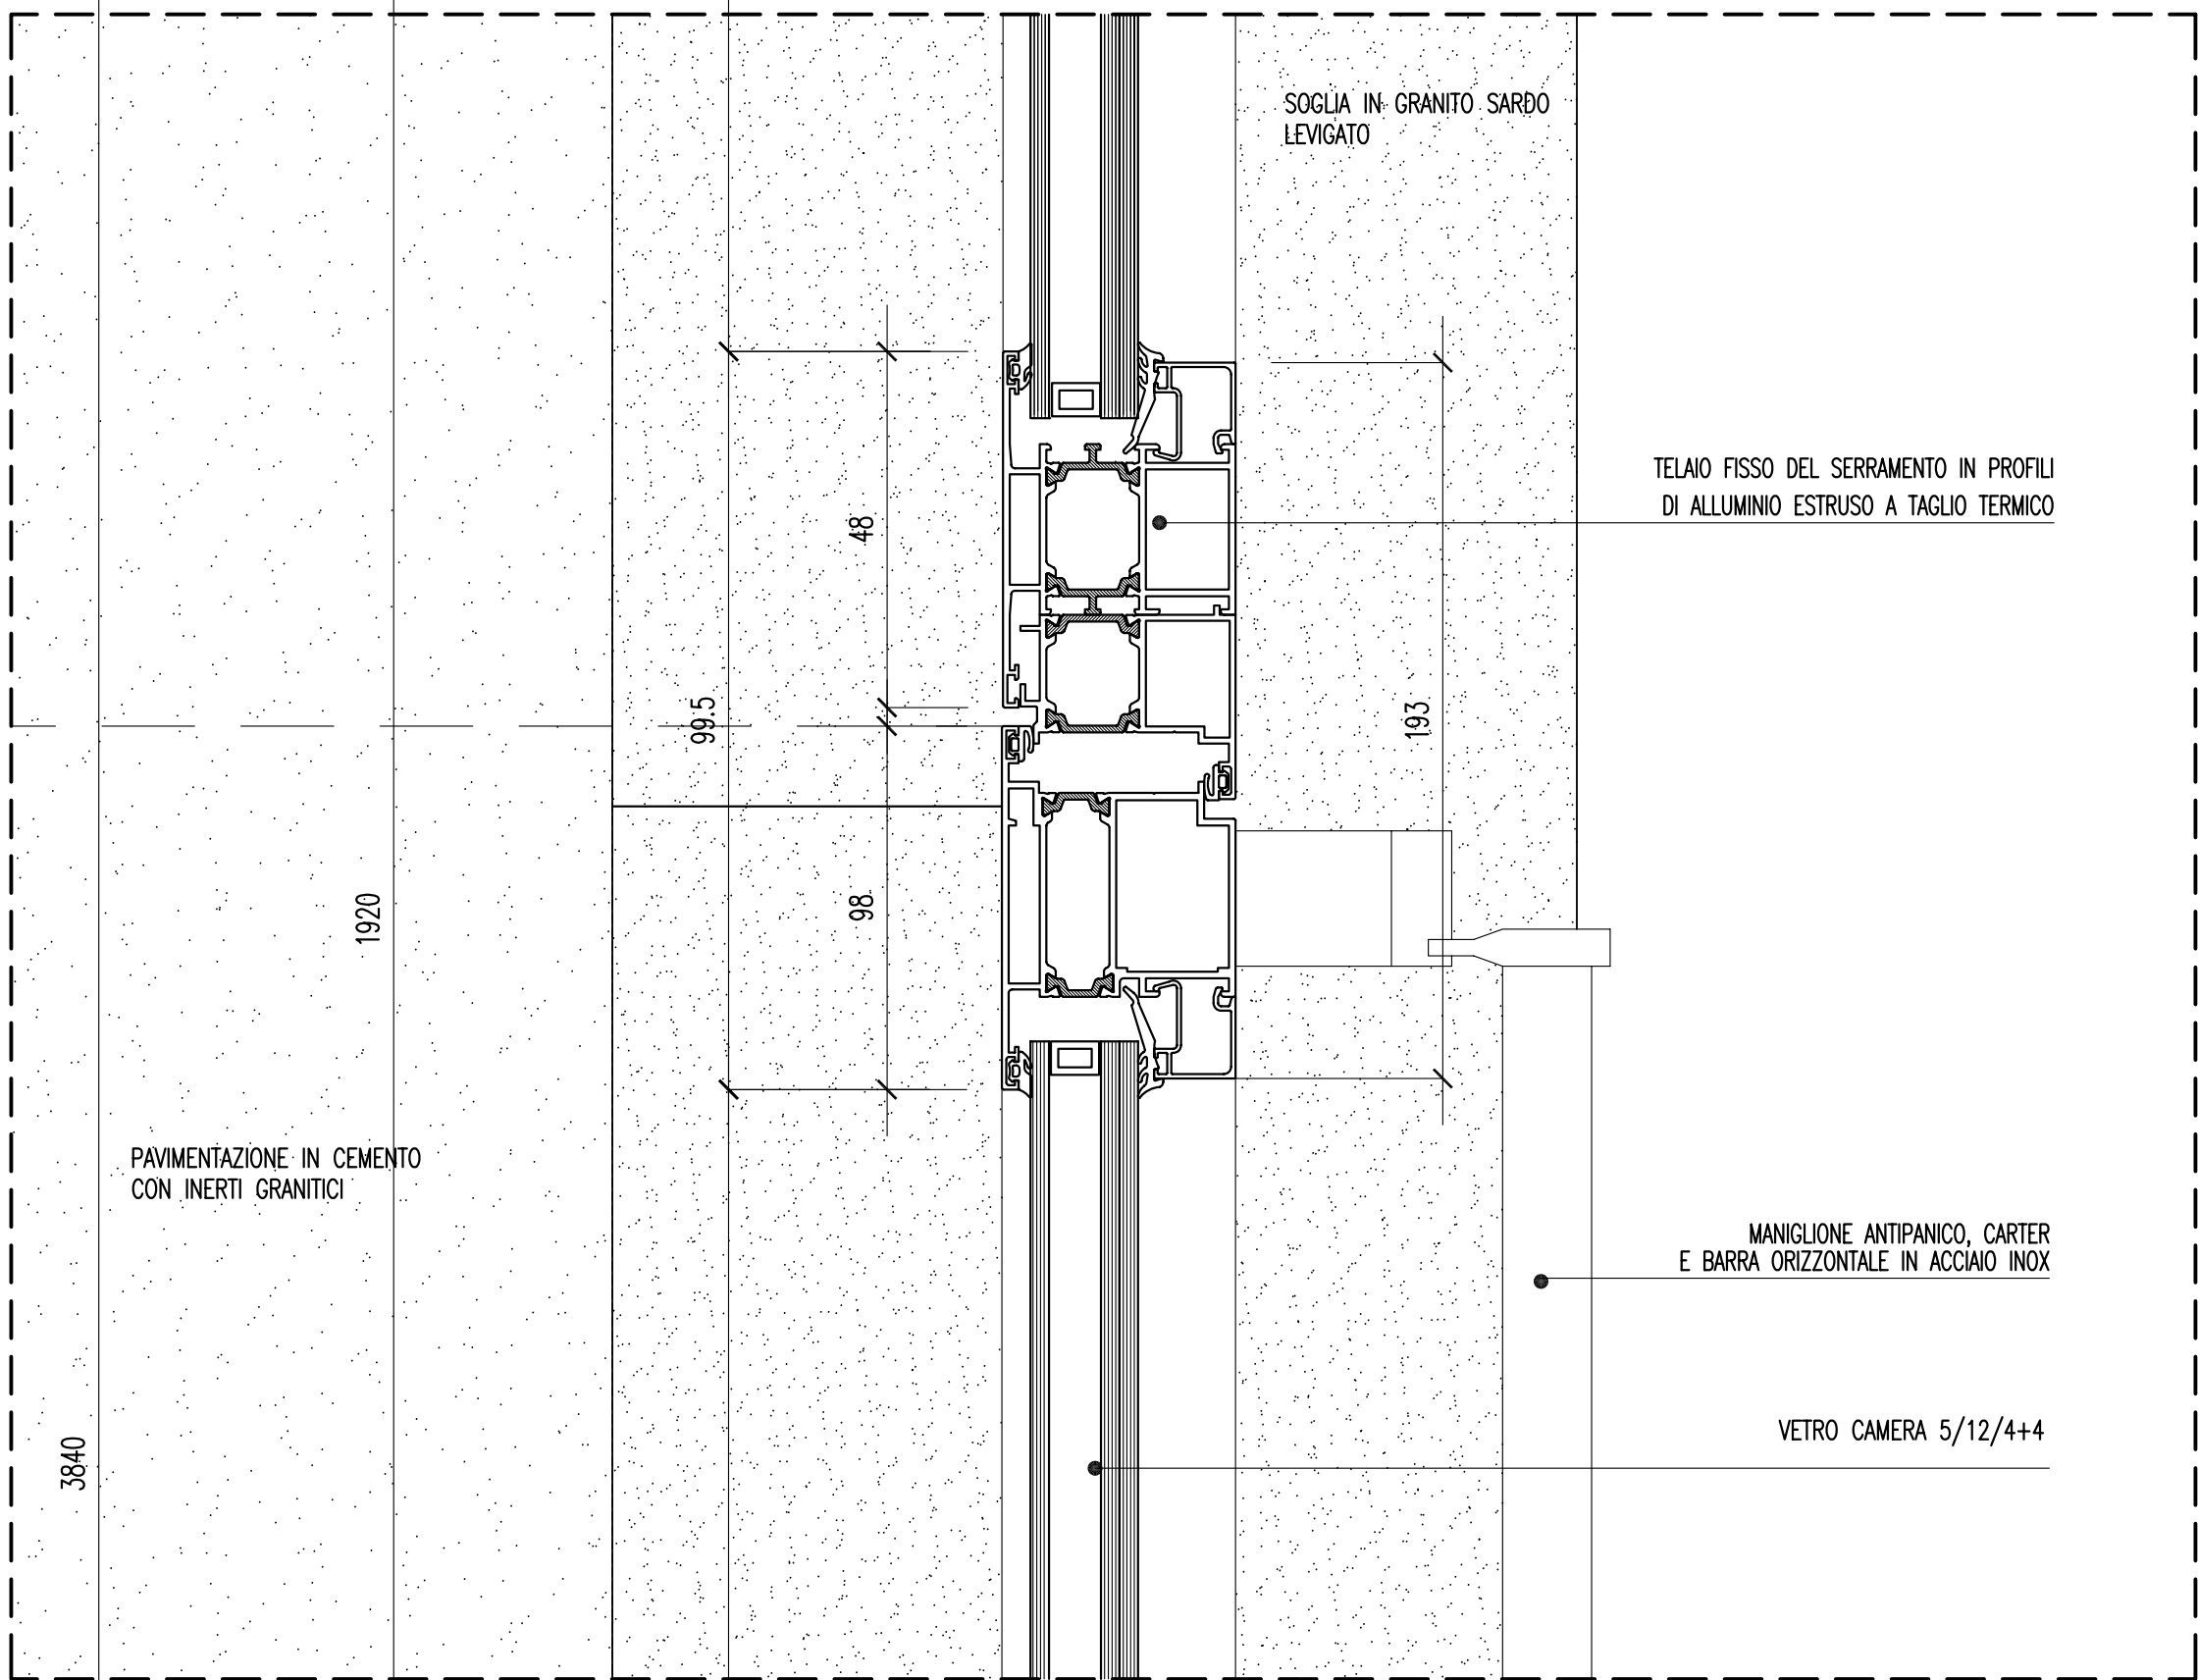 SOGLIA IN GRANITO SARDO
LEVIGATO
TELAIO FISSO DEL SERRAMENTO IN PROFILI
DI ALLUMINIO ESTRUSO A TAGLIO TERMICO
48
99.5
193
98
1920
PAVIMENTAZIONE IN CEMENTO
CON INERTI GRANITICI
MANIGLIONE ANTIPANICO, CARTER
E BARRA ORIZZONTALE IN ACCIAIO INOX
VETRO CAMERA 5/12/4+4
3840